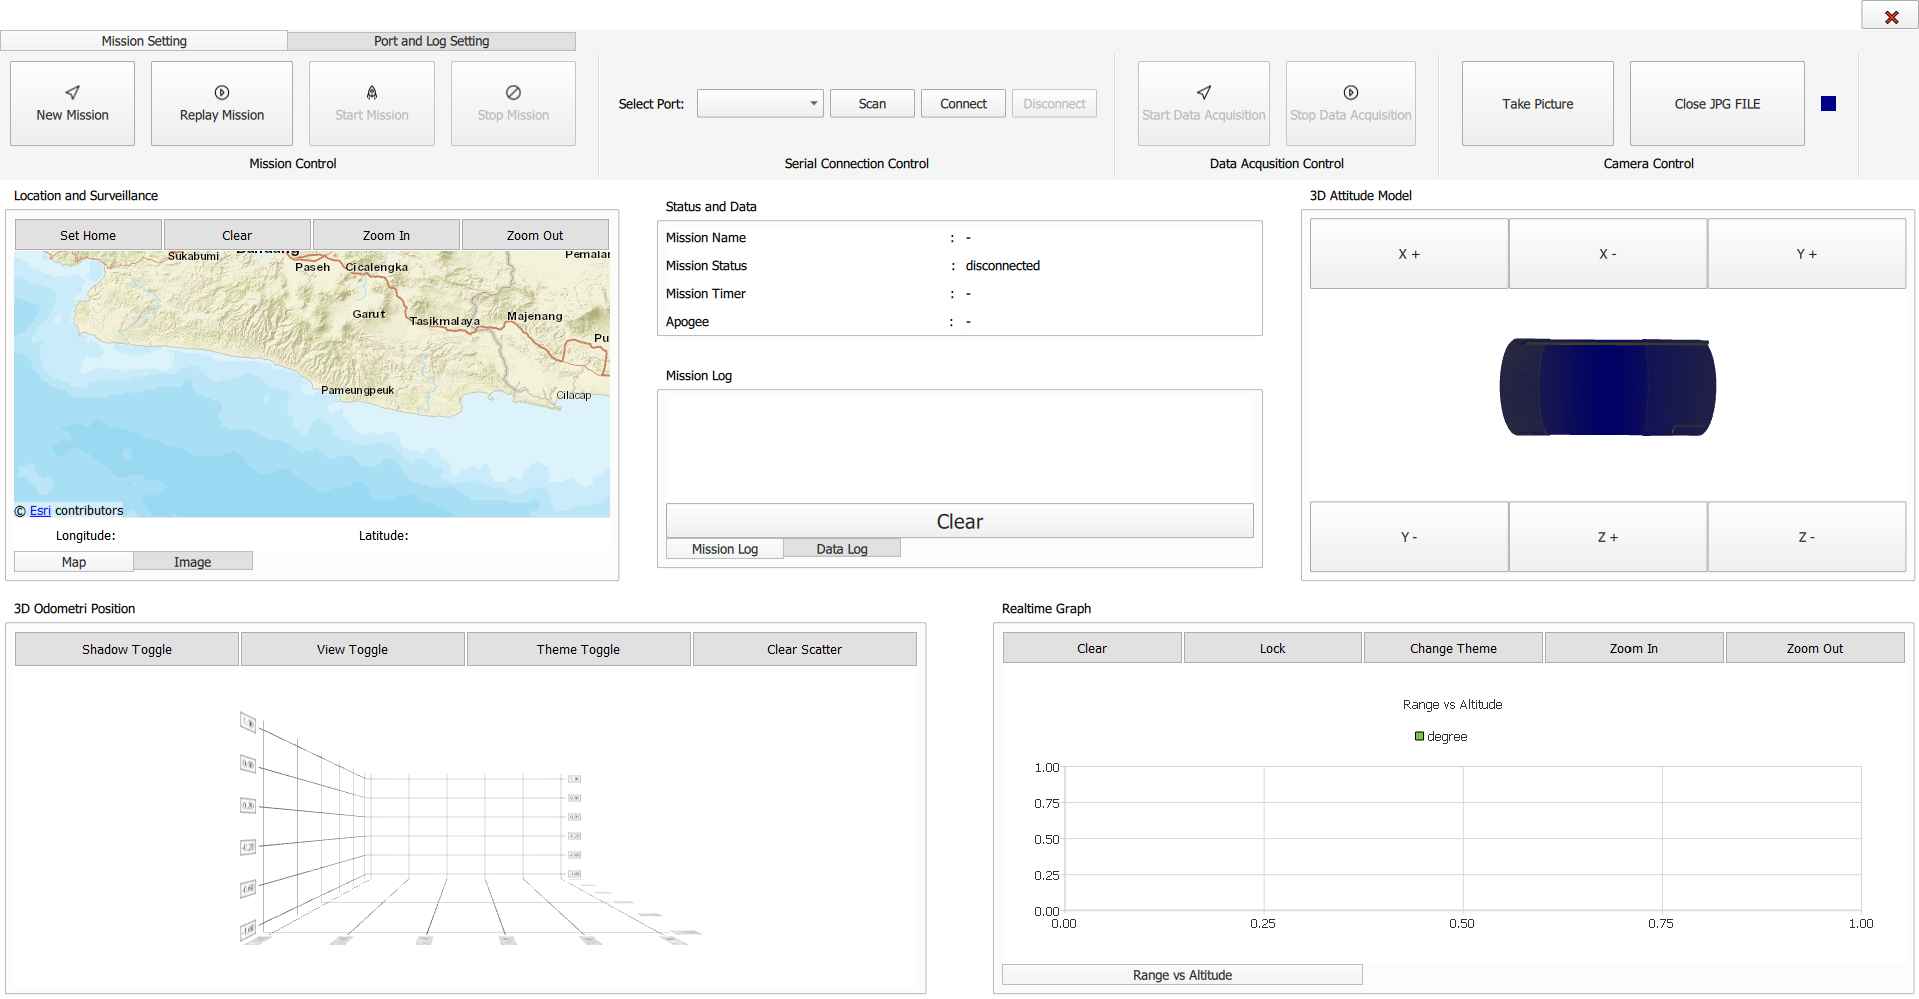 Mission Setting
Port and Log Setting
New Mission
Replay Mission
Start Mission
Stop Mission
Mission Control
Select Port:
Scan
Connect
Disconnect
Serial Connection Control
Start Data Acquisition
Stop Data Acquisition
Data Acqusition Control
Take Picture
Close JPG FILE
Camera Control
Location and Surveillance
Set Home
Clear
Zoom In
Zoom Out
Sukabumi
Paseh
Cicalengka
Garut
Tasikmalaya
Majenang
Pameungpeuk
Cilacap
© Esri contributors
Longitude:
Latitude:
Map
Image
Status and Data
Mission Name : -
Mission Status : disconnected
Mission Timer : -
Apogee : -
Mission Log
Clear
Mission Log
Data Log
3D Attitude Model
X +
X -
Y +
Y -
Z +
Z -
3D Odometri Position
Shadow Toggle
View Toggle
Theme Toggle
Clear Scatter
Realtime Graph
Clear
Lock
Change Theme
Zoom In
Zoom Out
Range vs Altitude
degree
1.00
0.75
0.50
0.25
0.00
0.00
0.25
0.50
0.75
1.00
Range vs Altitude